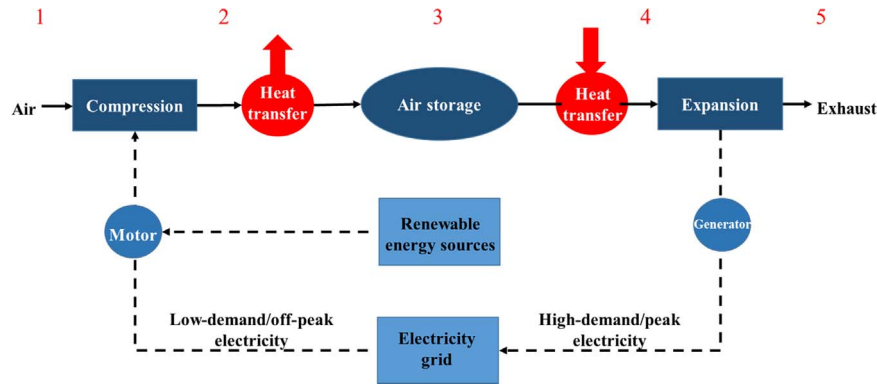 1 2 3 4 5
Air
Compression
Heat
transfer
Air storage
Heat
transfer
Expansion
Exhaust
Motor
Renewable
energy sources
Generator
Low-demand/off-peak
electricity
Electricity
grid
High-demand/peak
electricity